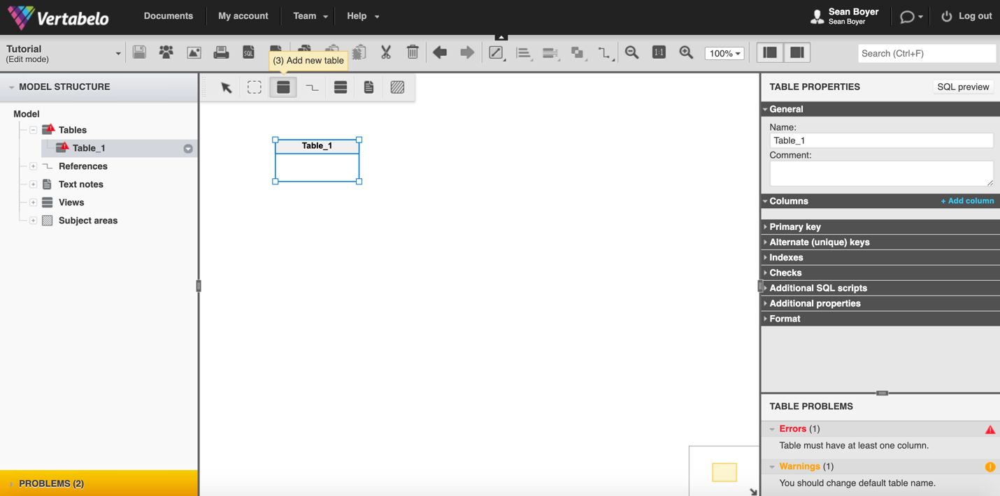 Vertabelo
Documents
My account
Team
Help
Sean Boyer
Sean Boyer
Log out
Tutorial
(Edit mode)
SQL
1:1
100%
Search (Ctrl+F)
(3) Add new table
MODEL STRUCTURE
Model
Tables
Table_1
References
Text notes
Views
Subject areas
PROBLEMS (2)
Table_1
TABLE PROPERTIES
SQL preview
General
Name:
Table_1
Comment:
Columns
+ Add column
Primary key
Alternate (unique) keys
Indexes
Checks
Additional SQL scripts
Additional properties
Format
TABLE PROBLEMS
Errors (1)
Table must have at least one column.
Warnings (1)
You should change default table name.